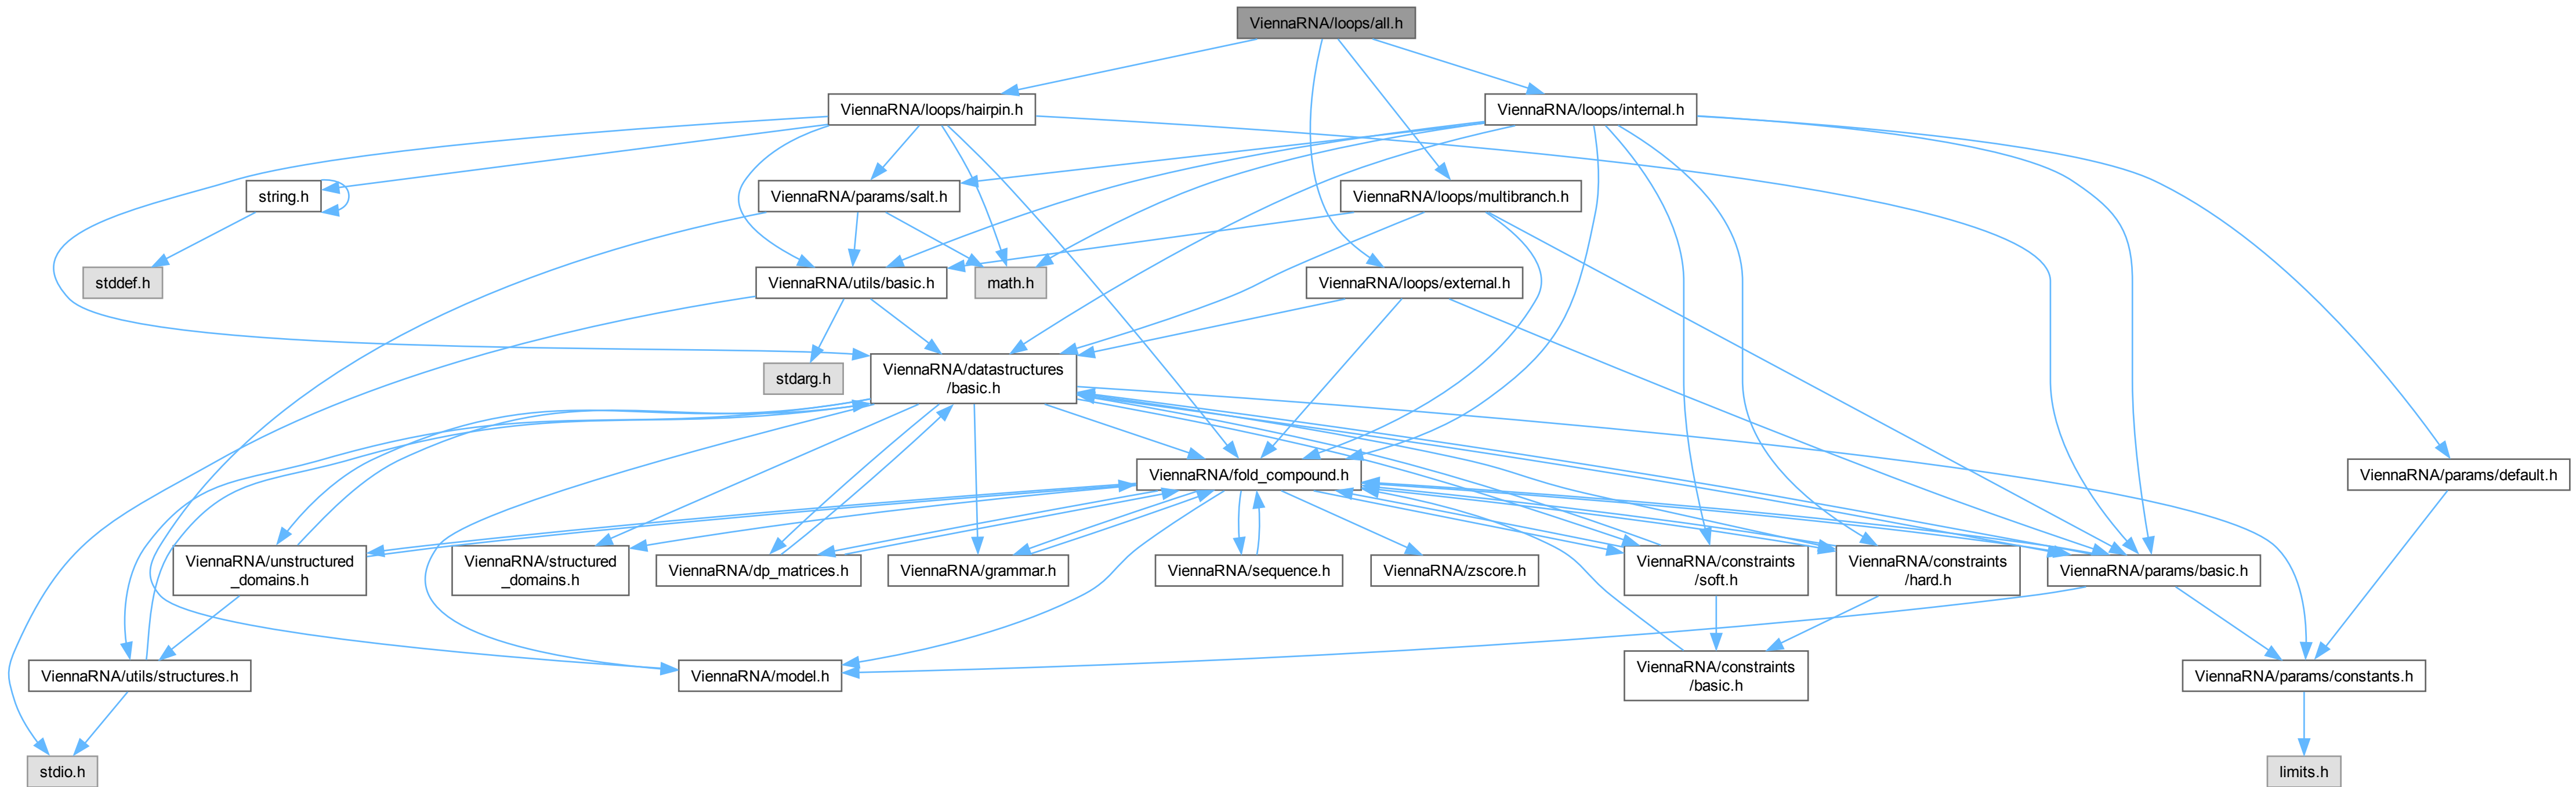 ViennaRNA/loops/all.h
ViennaRNA/loops/hairpin.h
ViennaRNA/loops/internal.h
string.h
ViennaRNA/params/salt.h
ViennaRNA/loops/multibranch.h
stddef.h
ViennaRNA/utils/basic.h
math.h
ViennaRNA/loops/external.h
stdarg.h
ViennaRNA/datastructures
/basic.h
ViennaRNA/fold_compound.h
ViennaRNA/params/default.h
ViennaRNA/unstructured
_domains.h
ViennaRNA/structured
_domains.h
ViennaRNA/dp_matrices.h
ViennaRNA/grammar.h
ViennaRNA/sequence.h
ViennaRNA/zscore.h
ViennaRNA/constraints
/soft.h
ViennaRNA/constraints
/hard.h
ViennaRNA/params/basic.h
ViennaRNA/utils/structures.h
ViennaRNA/model.h
ViennaRNA/constraints
/basic.h
ViennaRNA/params/constants.h
stdio.h
limits.h